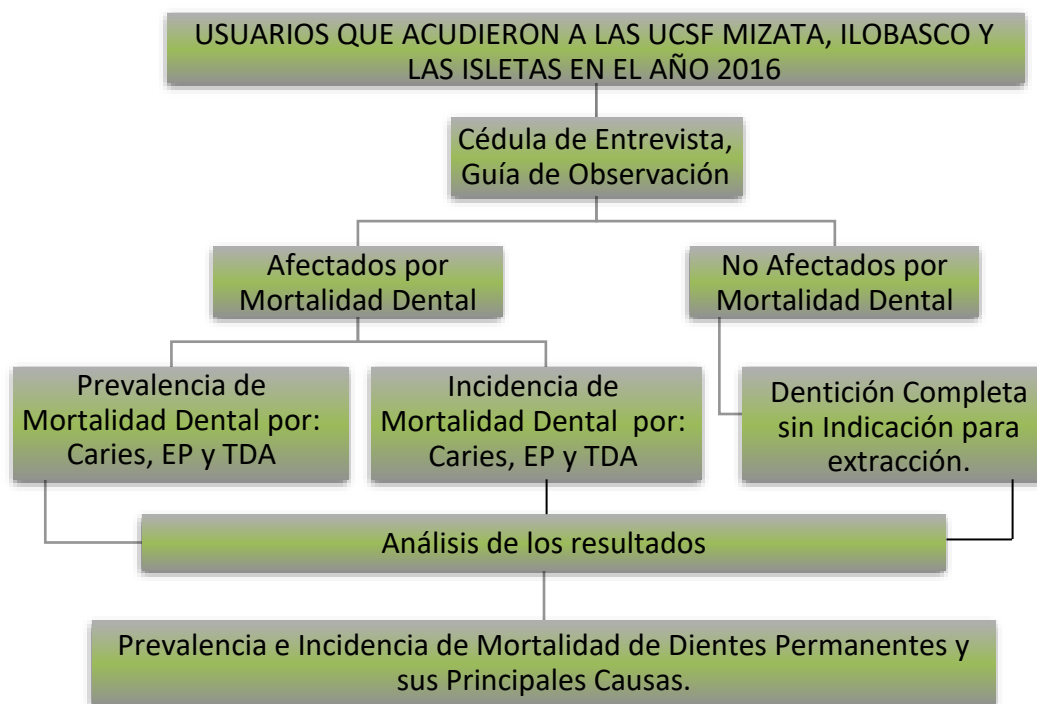 USUARIOS QUE ACUDIERON A LAS UCSF MIZATA, ILOBASCO Y
LAS ISLETAS EN EL AÑO 2016
Cédula de Entrevista,
Guía de Observación
Afectados por
Mortalidad Dental
No Afectados por
Mortalidad Dental
Prevalencia de
Mortalidad Dental por:
Caries, EP y TDA
Incidencia de
Mortalidad Dental por:
Caries, EP y TDA
Dentición Completa
sin Indicación para
extracción.
Análisis de los resultados
Prevalencia e Incidencia de Mortalidad de Dientes Permanentes y
sus Principales Causas.